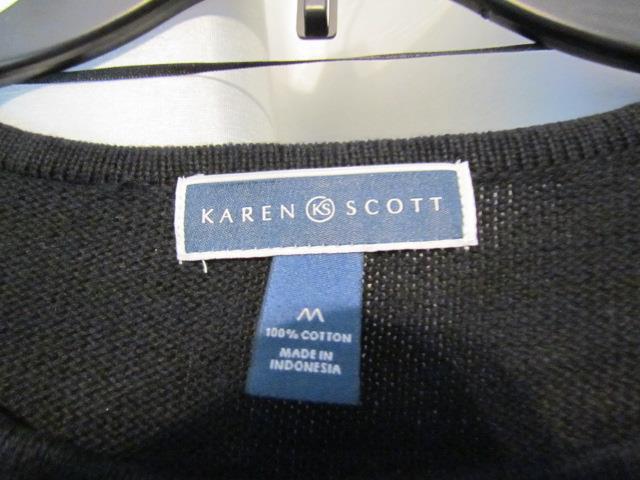 KAREN KS SCOTT
M
100% COTTON
MADE IN
INDONESIA